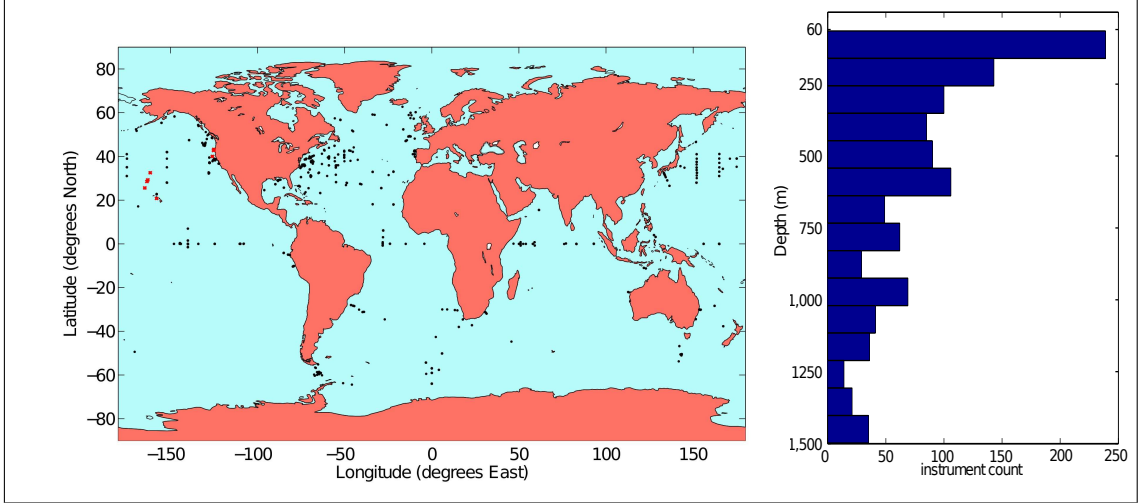 80
60
40
20
0
−20
−40
−60
−80
−150 −100 −50 0 50 100 150
Latitude (degrees North)
Longitude (degrees East)
60
250
500
750
1,000
1250
1,500
Depth (m)
0 50 100 150 200 250
instrument count